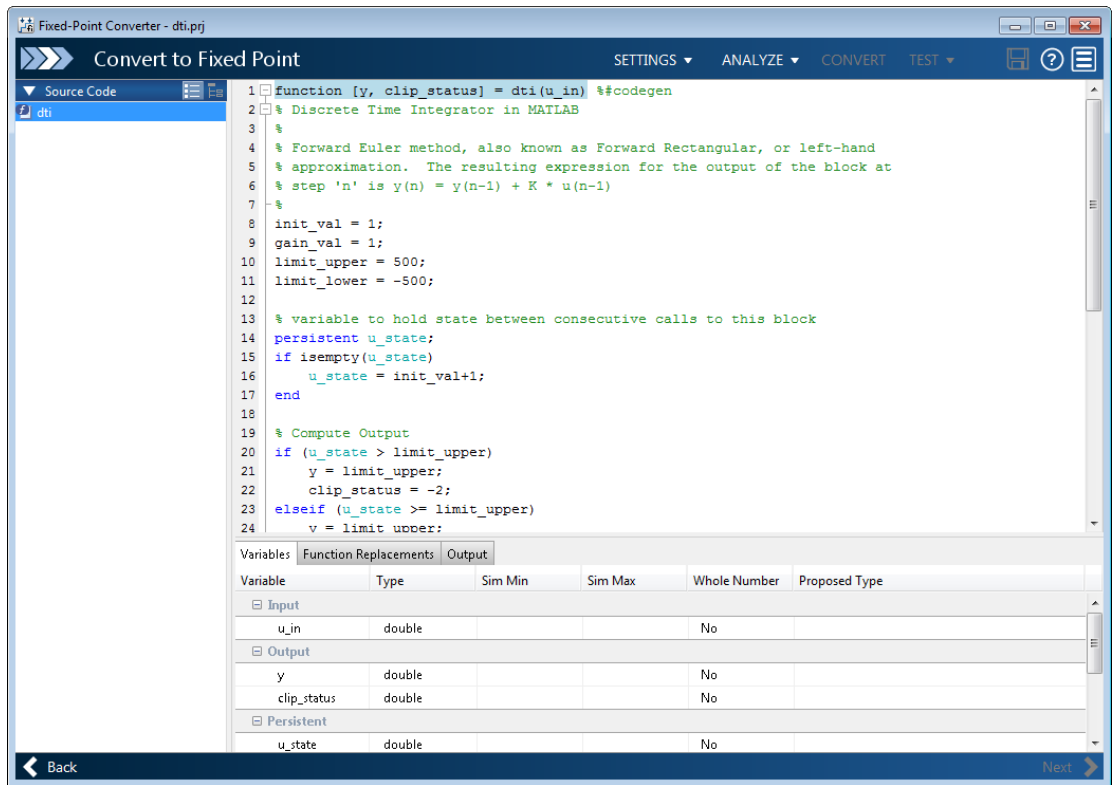 Fixed-Point Converter - dti.prj
Convert to Fixed Point SETTINGS ▼ ANALYZE ▼ CONVERT TEST ▼
▼ Source Code
dti
1 function [y, clip_status] = dti(u_in) %#codegen
2 % Discrete Time Integrator in MATLAB
3 %
4 % Forward Euler method, also known as Forward Rectangular, or left-hand
5 % approximation.  The resulting expression for the output of the block at
6 % step 'n' is y(n) = y(n-1) + K * u(n-1)
7 %
8 init_val = 1;
9 gain_val = 1;
10 limit_upper = 500;
11 limit_lower = -500;
12
13 % variable to hold state between consecutive calls to this block
14 persistent u_state;
15 if isempty(u_state)
16     u_state = init_val+1;
17 end
18
19 % Compute Output
20 if (u_state > limit_upper)
21     y = limit_upper;
22     clip_status = -2;
23 elseif (u_state >= limit_upper)
24     y = limit_upper;
Variables Function Replacements Output
Variable Type Sim Min Sim Max Whole Number Proposed Type
Input
u_in double No
Output
y double No
clip_status double No
Persistent
u_state double No
Back Next